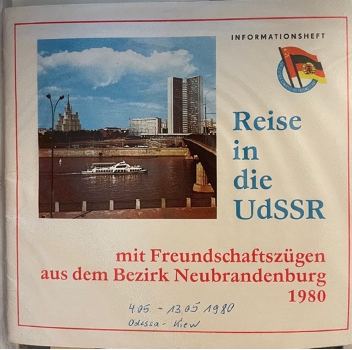 INFORMATIONSHEFT
Reise
in
die
UdSSR
mit Freundschaftszügen
aus dem Bezirk Neubrandenburg
1980
4.05. - 13.05 1980
Odessa - Kiew